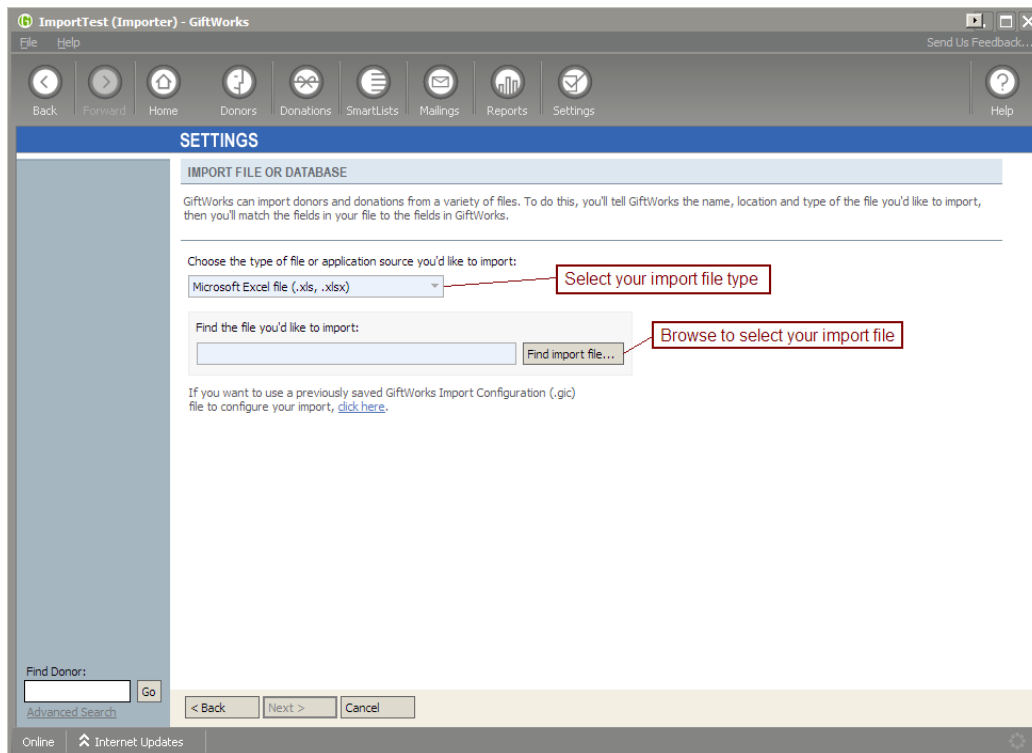 ImportTest (Importer) - GiftWorks
File Help Send Us Feedback...
Back Forward Home Donors Donations SmartLists Mailings Reports Settings Help
SETTINGS
IMPORT FILE OR DATABASE
GiftWorks can import donors and donations from a variety of files. To do this, you'll tell GiftWorks the name, location and type of the file you'd like to import,
then you'll match the fields in your file to the fields in GiftWorks.
Choose the type of file or application source you'd like to import:
Select your import file type
Microsoft Excel file (.xls, .xlsx)
Find the file you'd like to import:
Browse to select your import file
Find import file...
If you want to use a previously saved GiftWorks Import Configuration (.gic)
file to configure your import, click here.
Find Donor:
Go
Advanced Search
< Back Next > Cancel
Online Internet Updates